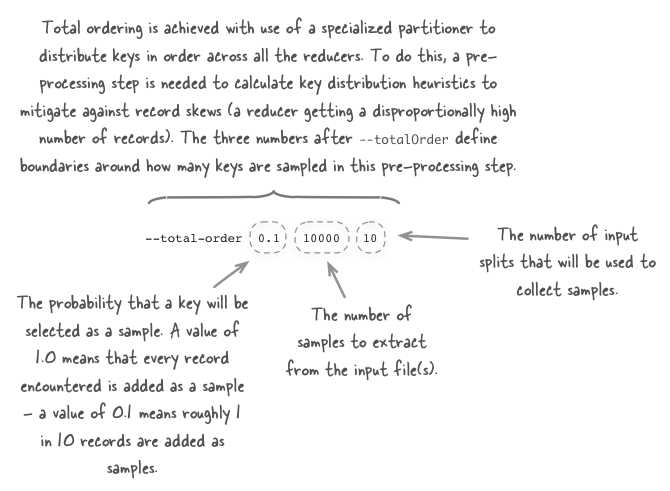 Total ordering is achieved with use of a specialized partitioner to
distribute keys in order across all the reducers. To do this, a pre-
processing step is needed to calculate key distribution heuristics to
mitigate against record skews (a reducer getting a disproportionally high
number of records). The three numbers after --totalOrder define
boundaries around how many keys are sampled in this pre-processing step.
--total-order 0.1 10000 10
The number of input
splits that will be used to
collect samples.
The probability that a key will be
selected as a sample. A value of
1.0 means that every record
encountered is added as a sample
- a value of 0.1 means roughly 1
in 10 records are added as
samples.
The number of
samples to extract
from the input file(s).